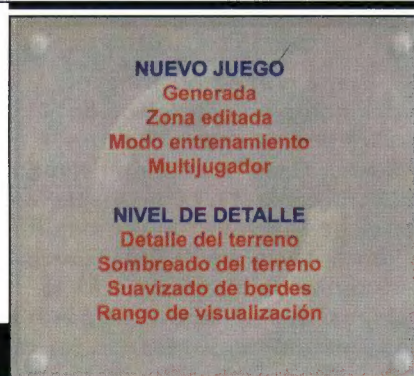 NUEVO JUEGO
Generada
Zona editada
Modo entrenamiento
Multijugador
NIVEL DE DETALLE
Detalle del terreno
Sombreado del terreno
Suavizado de bordes
Rango de visualización